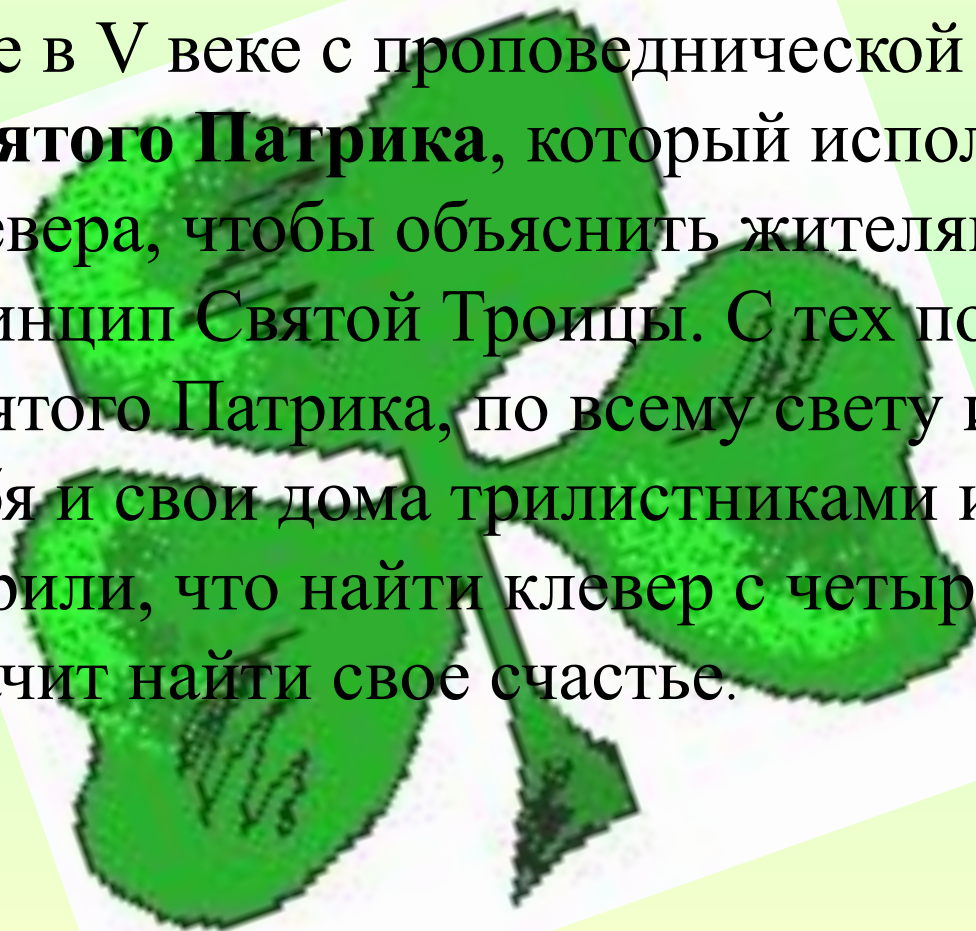 е в V веке с проповеднической
ятого Патрика, который испол
евера, чтобы объяснить жителя
инцип Святой Троицы. С тех по
ятого Патрика, по всему свету
бя и свои дома трилистниками и
рили, что найти клевер с четыр
чит найти свое счастье.